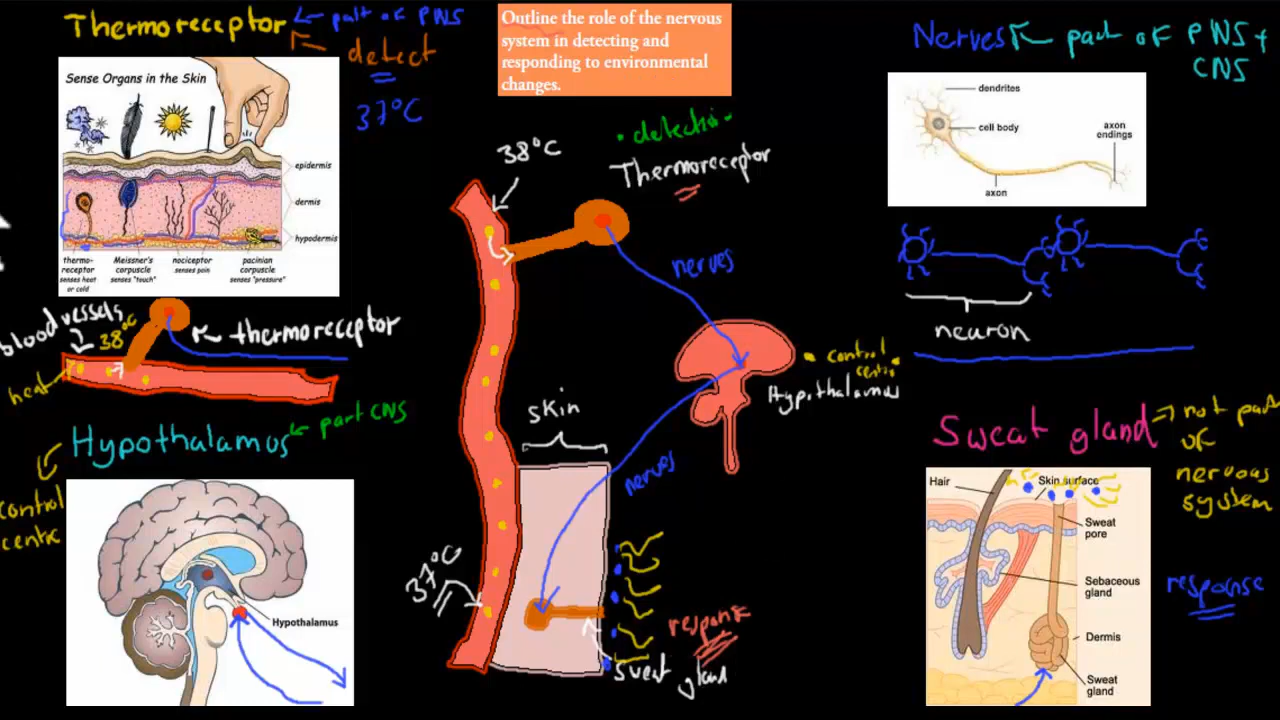 Thermoreceptor
part of PNS
detect
37°C
Sense Organs in the Skin
epidermis
dermis
hypodermis
thermo-
receptor
senses heat
or cold
Meissner's
corpuscle
senses "touch"
nociceptor
senses pain
pacinian
corpuscle
senses "pressure"
blood vessels
38°C
thermoreceptor
heat
Hypothalamus
part CNS
control
centre
Hypothalamus
Outline the role of the nervous
system in detecting and
responding to environmental
changes.
38°C
Thermoreceptor
nerves
control
centre
Hypothalamus
skin
nerves
37°C
response
sweat gland
Nerves
part of PNS +
CNS
dendrites
cell body
axon
endings
axon
neuron
Sweat gland
not part
of
nervous
system
Hair
Skin surface
Sweat
pore
Sebaceous
gland
Dermis
Sweat
gland
response